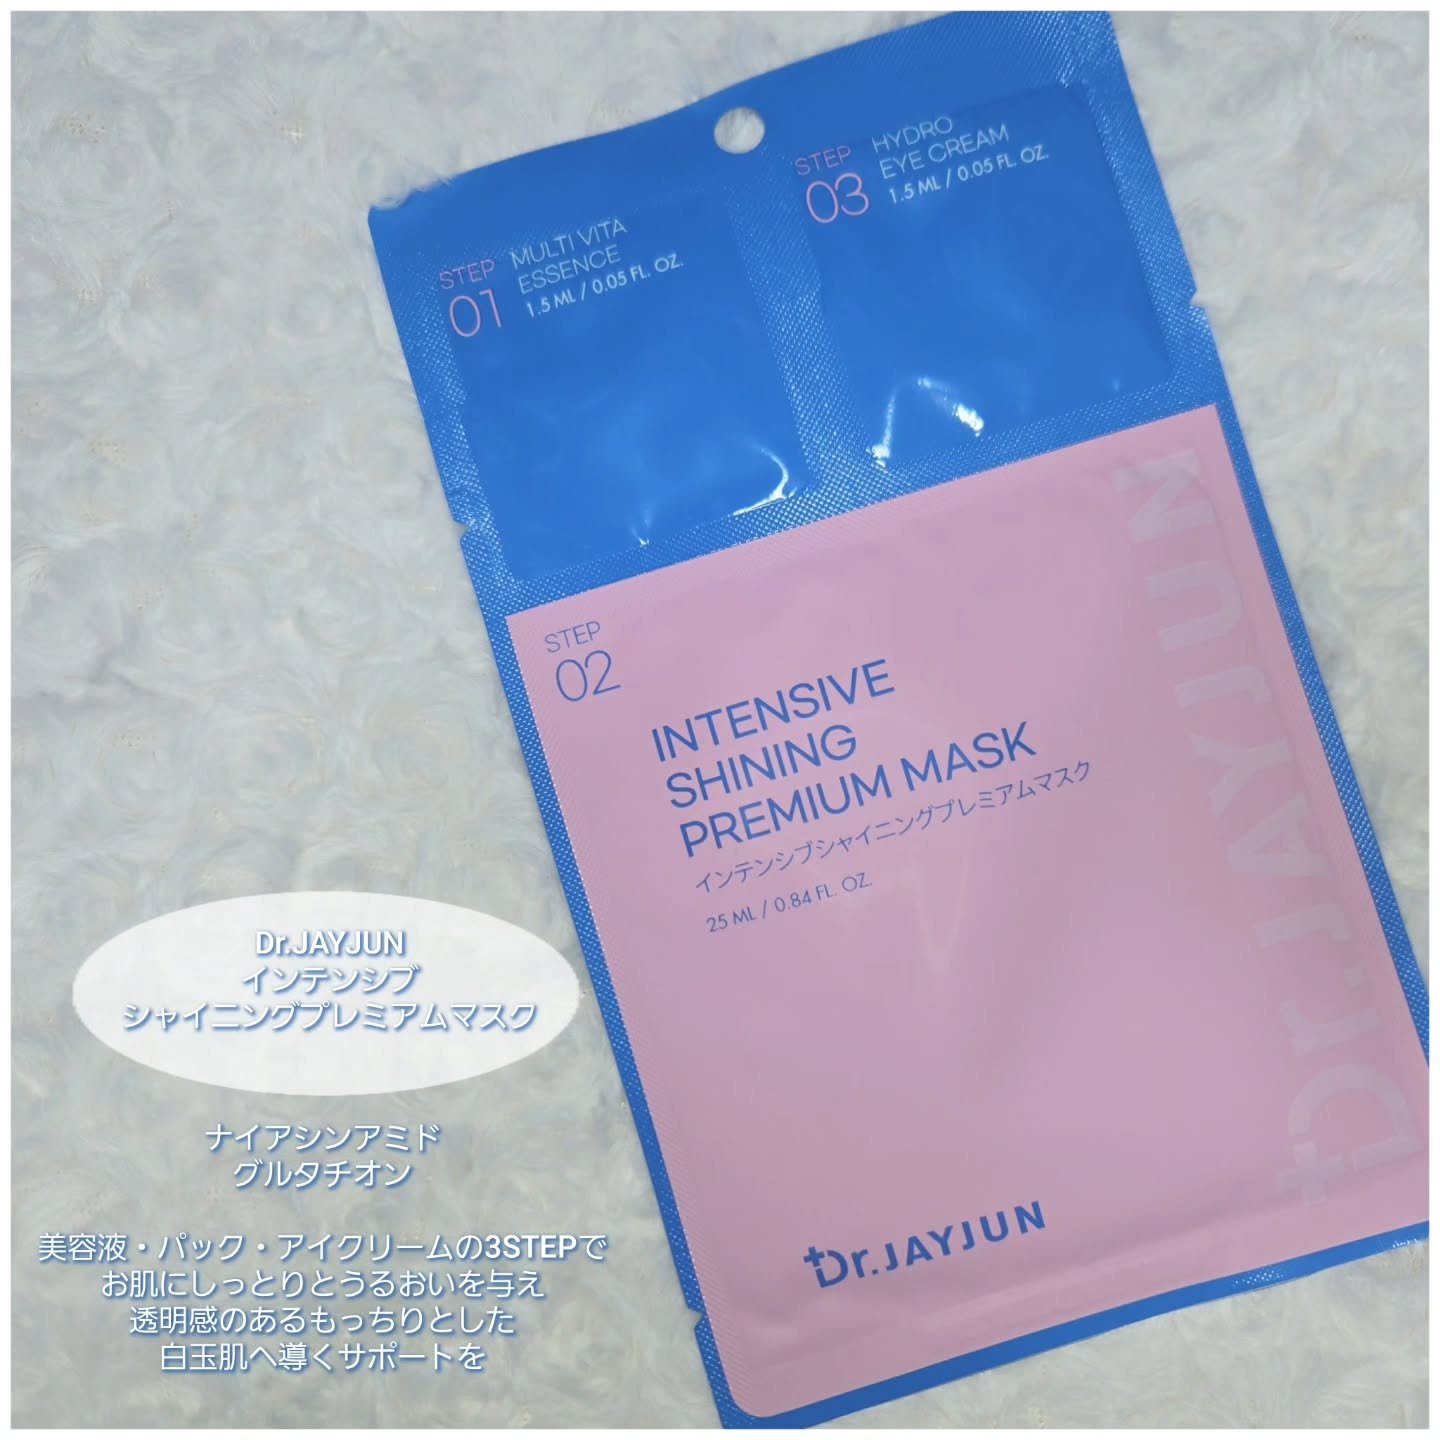 STEP
01
MULTI VITA
ESSENCE
1.5 ML / 0.05 FL. OZ.
STEP
03
HYDRO
EYE CREAM
1.5 ML / 0.05 FL. OZ.
STEP
02
INTENSIVE
SHINING
PREMIUM MASK
インテンシブシャイニングプレミアムマスク
25 ML / 0.84 FL. OZ.
Dr.JAYJUN
Dr.JAYJUN
Dr.JAYJUN
インテンシブ
シャイニングプレミアムマスク
ナイアシンアミド
グルタチオン
美容液・パック・アイクリームの3STEPで
お肌にしっとりとうるおいを与え
透明感のあるもっちりとした
白玉肌へ導くサポートを